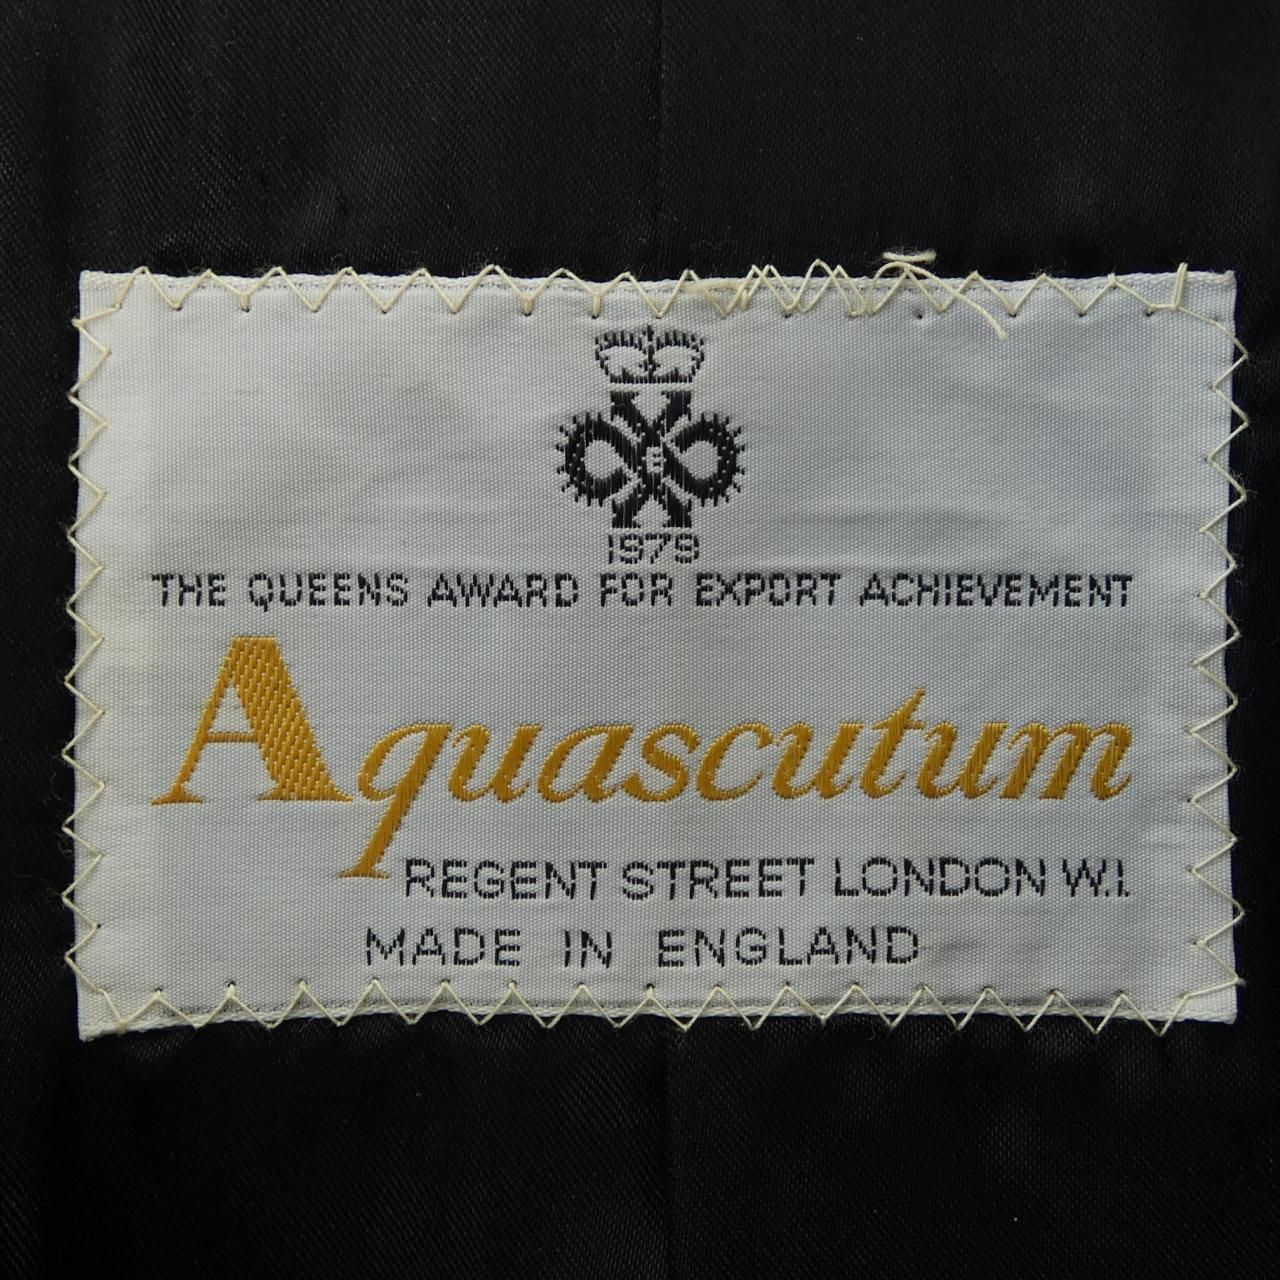 E
1979
THE QUEENS AWARD FOR EXPORT ACHIEVEMENT
Aquascutum
REGENT STREET LONDON W.I.
MADE IN ENGLAND